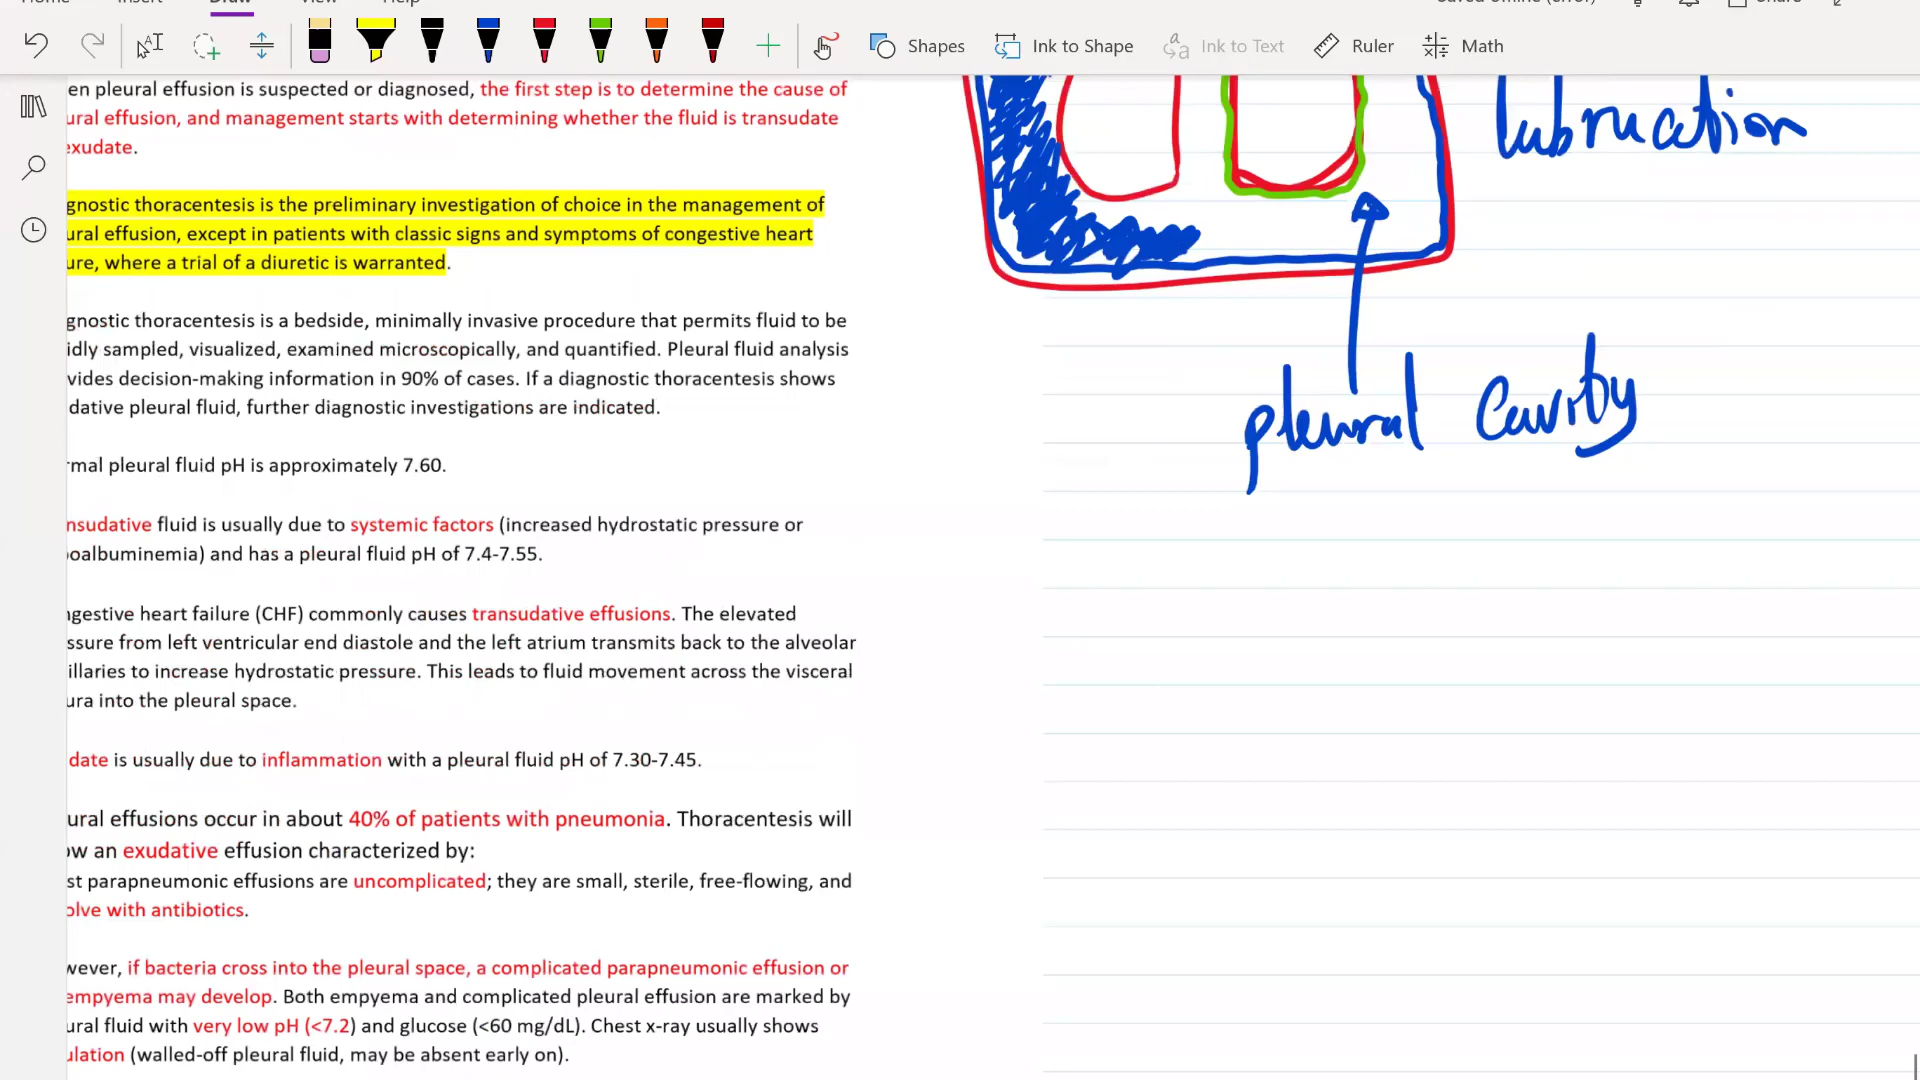 Home Insert Draw View Help Saved online (error) Share
Shapes Ink to Shape Ink to Text Ruler Math
en pleural effusion is suspected or diagnosed, the first step is to determine the cause of
ural effusion, and management starts with determining whether the fluid is transudate
exudate.
gnostic thoracentesis is the preliminary investigation of choice in the management of
ural effusion, except in patients with classic signs and symptoms of congestive heart
ure, where a trial of a diuretic is warranted.
gnostic thoracentesis is a bedside, minimally invasive procedure that permits fluid to be
idly sampled, visualized, examined microscopically, and quantified. Pleural fluid analysis
vides decision-making information in 90% of cases. If a diagnostic thoracentesis shows
dative pleural fluid, further diagnostic investigations are indicated.
rmal pleural fluid pH is approximately 7.60.
nsudative fluid is usually due to systemic factors (increased hydrostatic pressure or
oalbuminemia) and has a pleural fluid pH of 7.4-7.55.
ngestive heart failure (CHF) commonly causes transudative effusions. The elevated
ssure from left ventricular end diastole and the left atrium transmits back to the alveolar
illaries to increase hydrostatic pressure. This leads to fluid movement across the visceral
ura into the pleural space.
date is usually due to inflammation with a pleural fluid pH of 7.30-7.45.
ural effusions occur in about 40% of patients with pneumonia. Thoracentesis will
ow an exudative effusion characterized by:
st parapneumonic effusions are uncomplicated; they are small, sterile, free-flowing, and
olve with antibiotics.
wever, if bacteria cross into the pleural space, a complicated parapneumonic effusion or
empyema may develop. Both empyema and complicated pleural effusion are marked by
ural fluid with very low pH (<7.2) and glucose (<60 mg/dL). Chest x-ray usually shows
ulation (walled-off pleural fluid, may be absent early on).
lubrication
pleural cavity